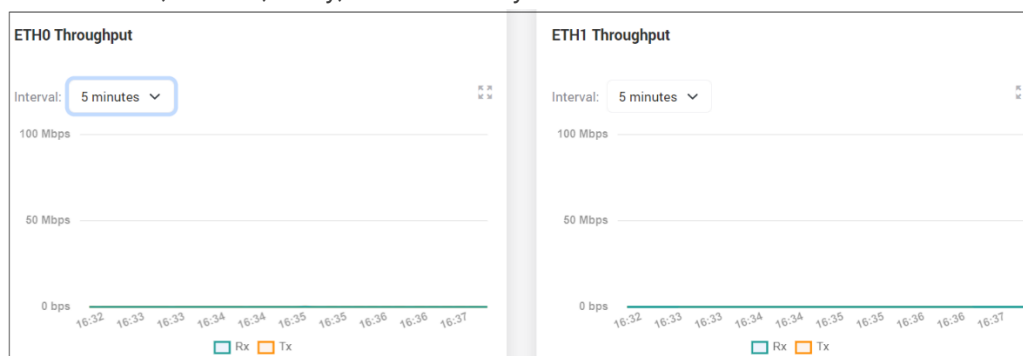 ETH0 Throughput
Interval: 5 minutes
100 Mbps
50 Mbps
0 bps
16:32 16:33 16:33 16:34 16:34 16:35 16:35 16:36 16:36 16:37
Rx Tx
ETH1 Throughput
Interval: 5 minutes
100 Mbps
50 Mbps
0 bps
16:32 16:33 16:33 16:34 16:34 16:35 16:35 16:36 16:36 16:37
Rx Tx